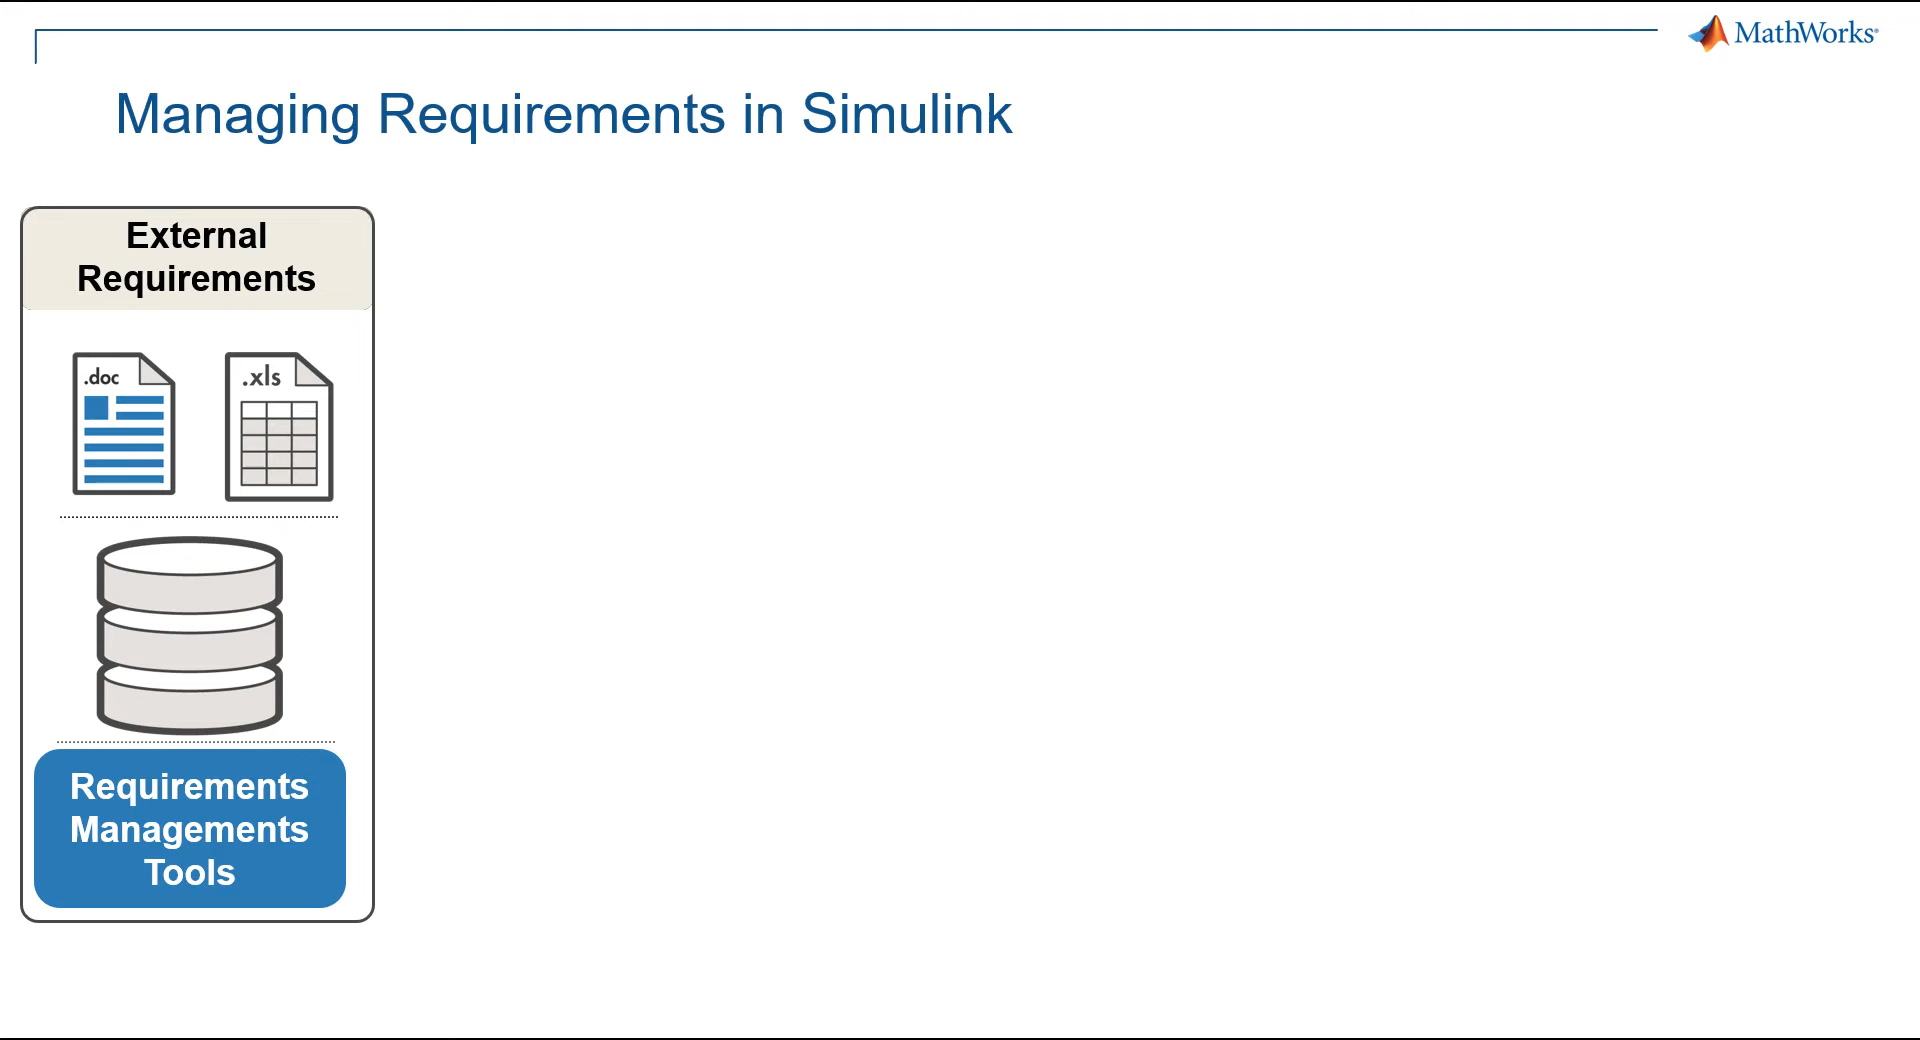 MathWorks®
Managing Requirements in Simulink
External
Requirements
.doc
.xls
Requirements
Managements
Tools